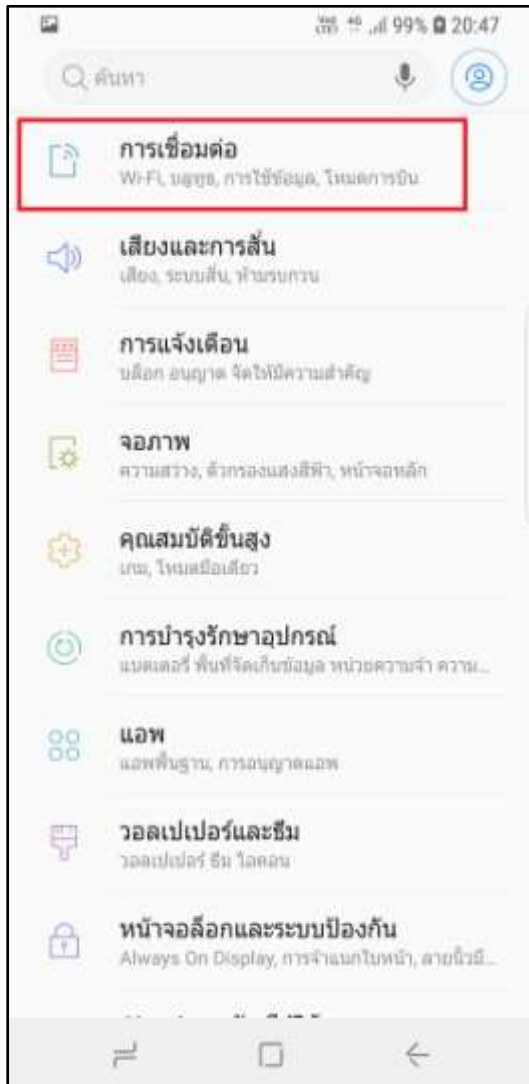 4G .ıl 99% 20:47
ค้นหา
การเชื่อมต่อ
Wi-Fi, บลูทูธ, การใช้ข้อมูล, โหมดการบิน
เสียงและการสั่น
เสียง, ระบบสั่น, ห้ามรบกวน
การแจ้งเตือน
บล็อก อนุญาต จัดให้มีความสำคัญ
จอภาพ
ความสว่าง, ตัวกรองแสงสีฟ้า, หน้าจอหลัก
คุณสมบัติขั้นสูง
เกม, โหมดมือเดียว
การบำรุงรักษาอุปกรณ์
แบตเตอรี่ พื้นที่จัดเก็บข้อมูล หน่วยความจำ ความ...
แอพ
แอพพื้นฐาน, การอนุญาตแอพ
วอลเปเปอร์และธีม
วอลเปเปอร์ ธีม ไอคอน
หน้าจอล็อกและระบบป้องกัน
Always On Display, การจำแนกใบหน้า, ลายนิ้วมื...